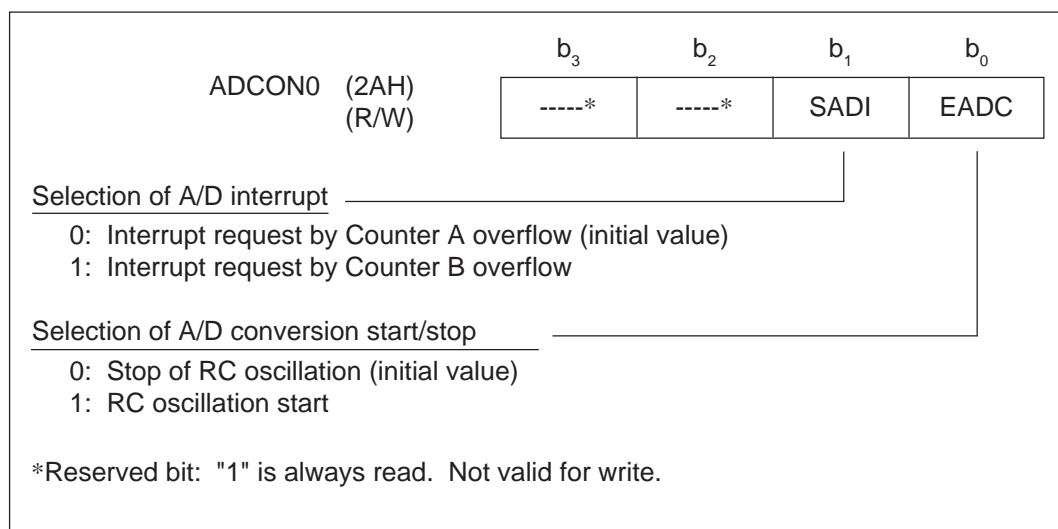 b3 b2 b1 b0
ADCON0 (2AH) -----* -----* SADI EADC
(R/W)
Selection of A/D interrupt
0: Interrupt request by Counter A overflow (initial value)
1: Interrupt request by Counter B overflow
Selection of A/D conversion start/stop
0: Stop of RC oscillation (initial value)
1: RC oscillation start
*Reserved bit: "1" is always read. Not valid for write.